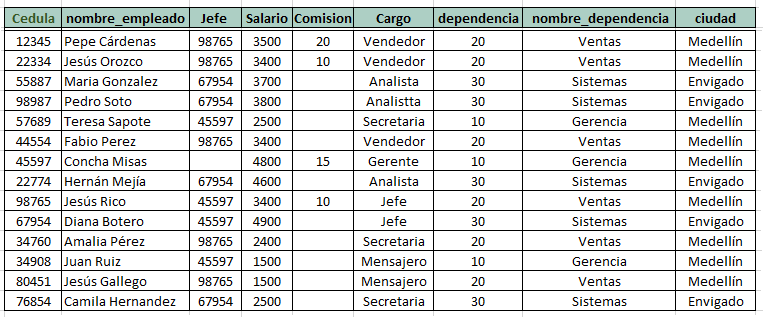 Cedula nombre_empleado Jefe Salario Comision Cargo dependencia nombre_dependencia ciudad
12345 Pepe Cárdenas 98765 3500 20 Vendedor 20 Ventas Medellín
22334 Jesús Orozco 98765 3400 10 Vendedor 20 Ventas Medellín
55887 Maria Gonzalez 67954 3700 Analista 30 Sistemas Envigado
98987 Pedro Soto 67954 3800 Analistta 30 Sistemas Envigado
57689 Teresa Sapote 45597 2500 Secretaria 10 Gerencia Medellín
44554 Fabio Perez 98765 3400 Vendedor 20 Ventas Medellín
45597 Concha Misas 4800 15 Gerente 10 Gerencia Medellín
22774 Hernán Mejía 67954 4600 Analista 30 Sistemas Envigado
98765 Jesús Rico 45597 3400 10 Jefe 20 Ventas Medellín
67954 Diana Botero 45597 4900 Jefe 30 Sistemas Envigado
34760 Amalia Pérez 98765 2400 Secretaria 20 Ventas Medellín
34908 Juan Ruiz 45597 1500 Mensajero 10 Gerencia Medellín
80451 Jesús Gallego 98765 1500 Mensajero 20 Ventas Medellín
76854 Camila Hernandez 67954 2500 Secretaria 30 Sistemas Envigado